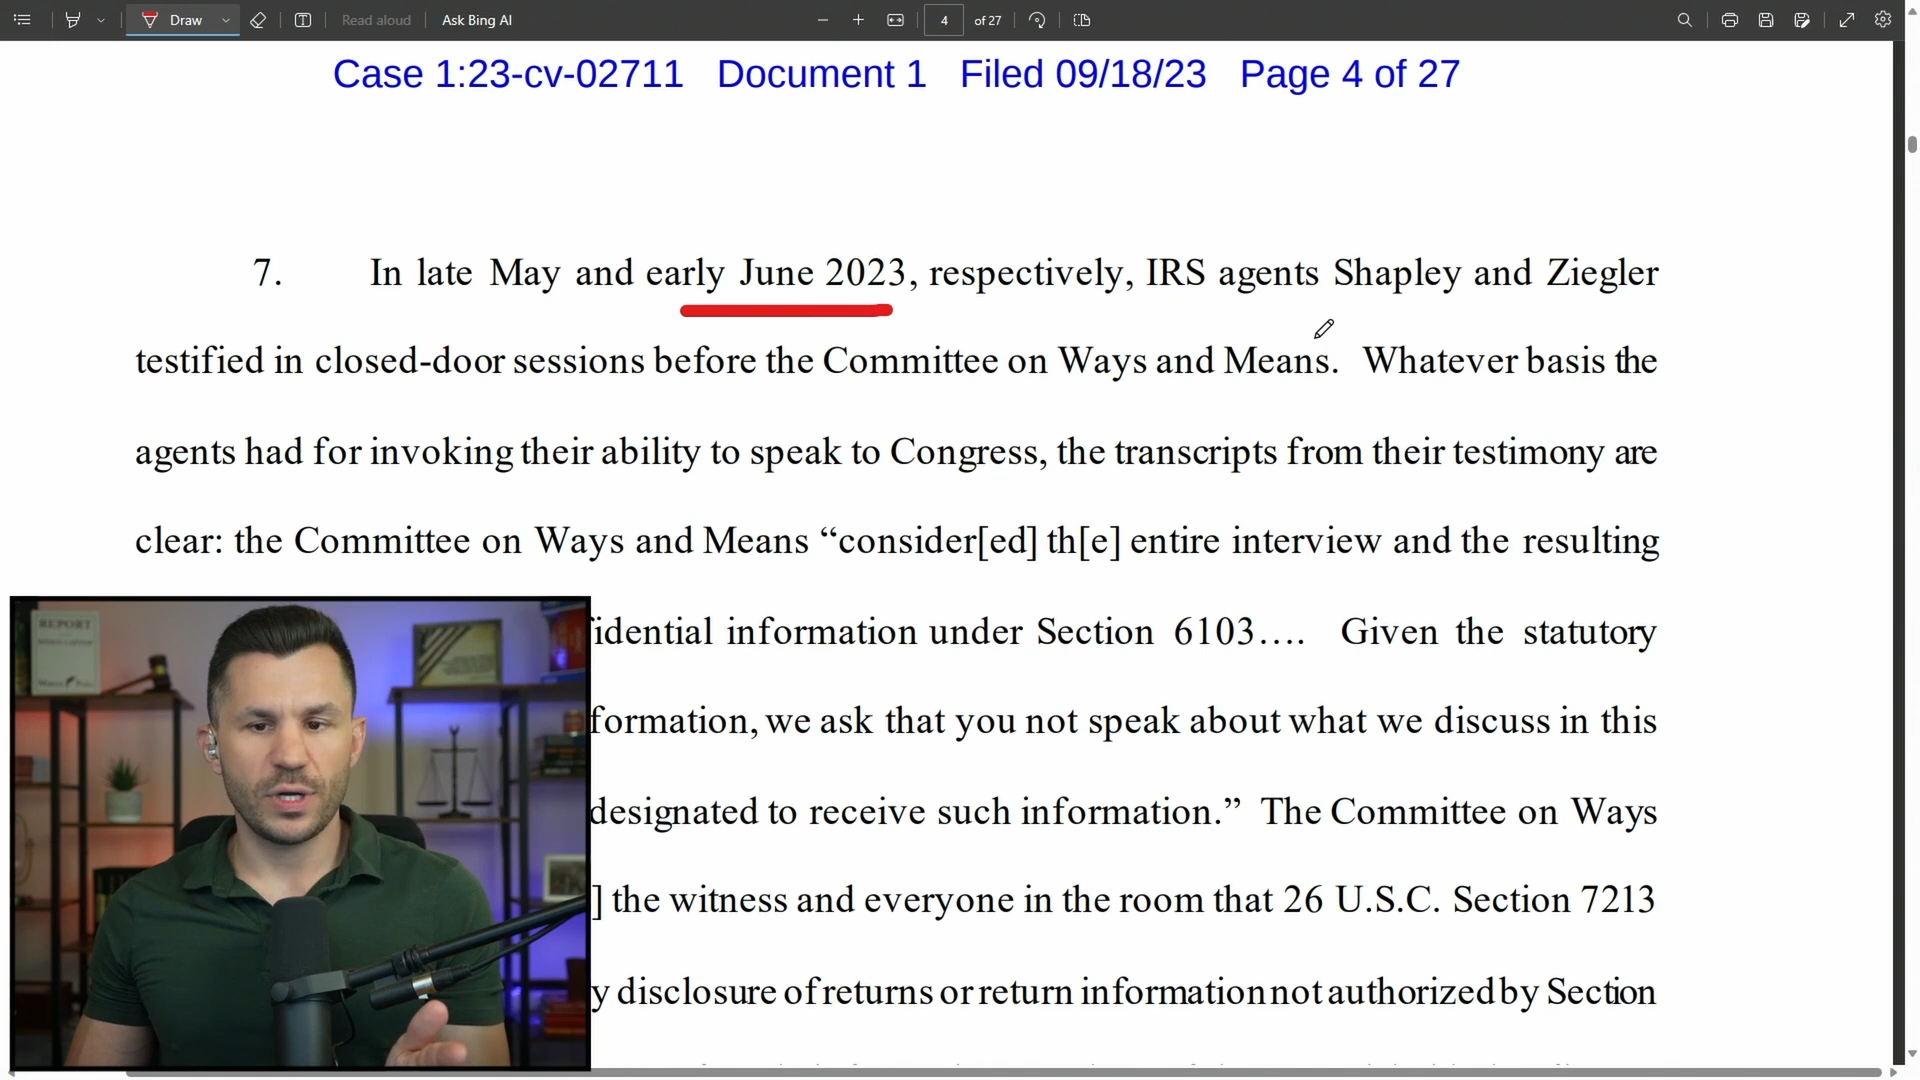 Draw
Read aloud
Ask Bing AI
4
of 27
Case 1:23-cv-02711 Document 1 Filed 09/18/23 Page 4 of 27
7. In late May and early June 2023, respectively, IRS agents Shapley and Ziegler
testified in closed-door sessions before the Committee on Ways and Means. Whatever basis the
agents had for invoking their ability to speak to Congress, the transcripts from their testimony are
clear: the Committee on Ways and Means “consider[ed] th[e] entire interview and the resulting
idential information under Section 6103…. Given the statutory
formation, we ask that you not speak about what we discuss in this
designated to receive such information.” The Committee on Ways
] the witness and everyone in the room that 26 U.S.C. Section 7213
y disclosure of returns or return information not authorized by Section
REPORT